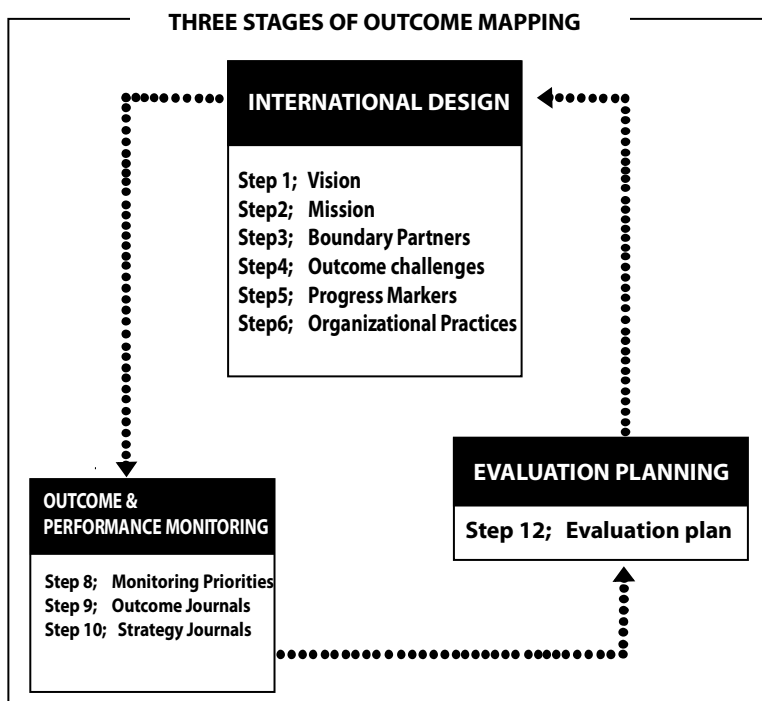 THREE STAGES OF OUTCOME MAPPING
INTERNATIONAL DESIGN
Step 1; Vision
Step2; Mission
Step3; Boundary Partners
Step4; Outcome challenges
Step5; Progress Markers
Step6; Organizational Practices
OUTCOME &
PERFORMANCE MONITORING
Step 8; Monitoring Priorities
Step 9; Outcome Journals
Step 10; Strategy Journals
EVALUATION PLANNING
Step 12; Evaluation plan